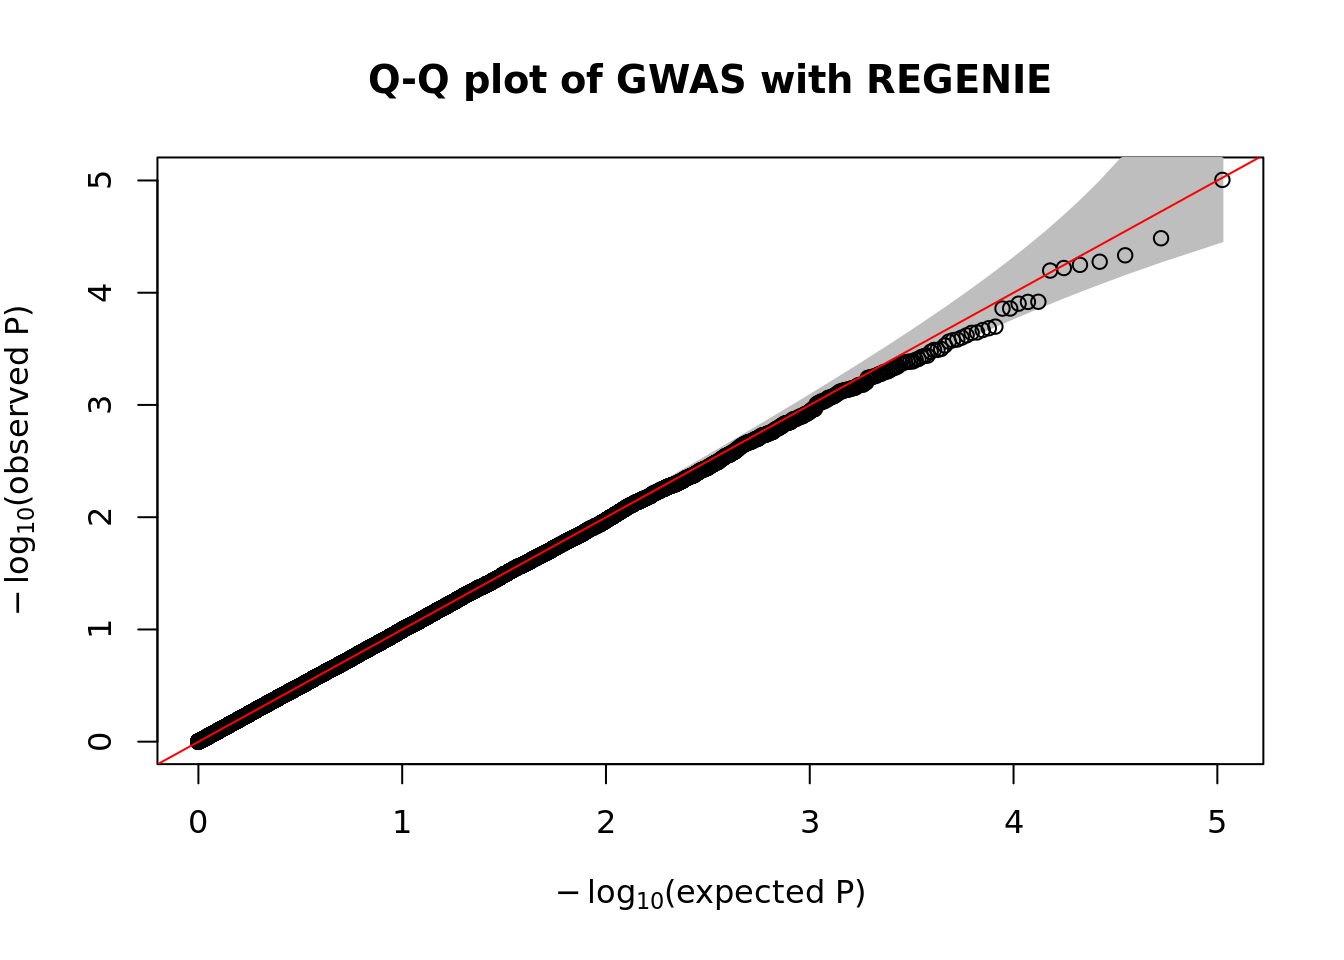 Q-Q plot of GWAS with REGENIE
−log10(observed P)
5
4
3
2
1
0
0 1 2 3 4 5
−log10(expected P)